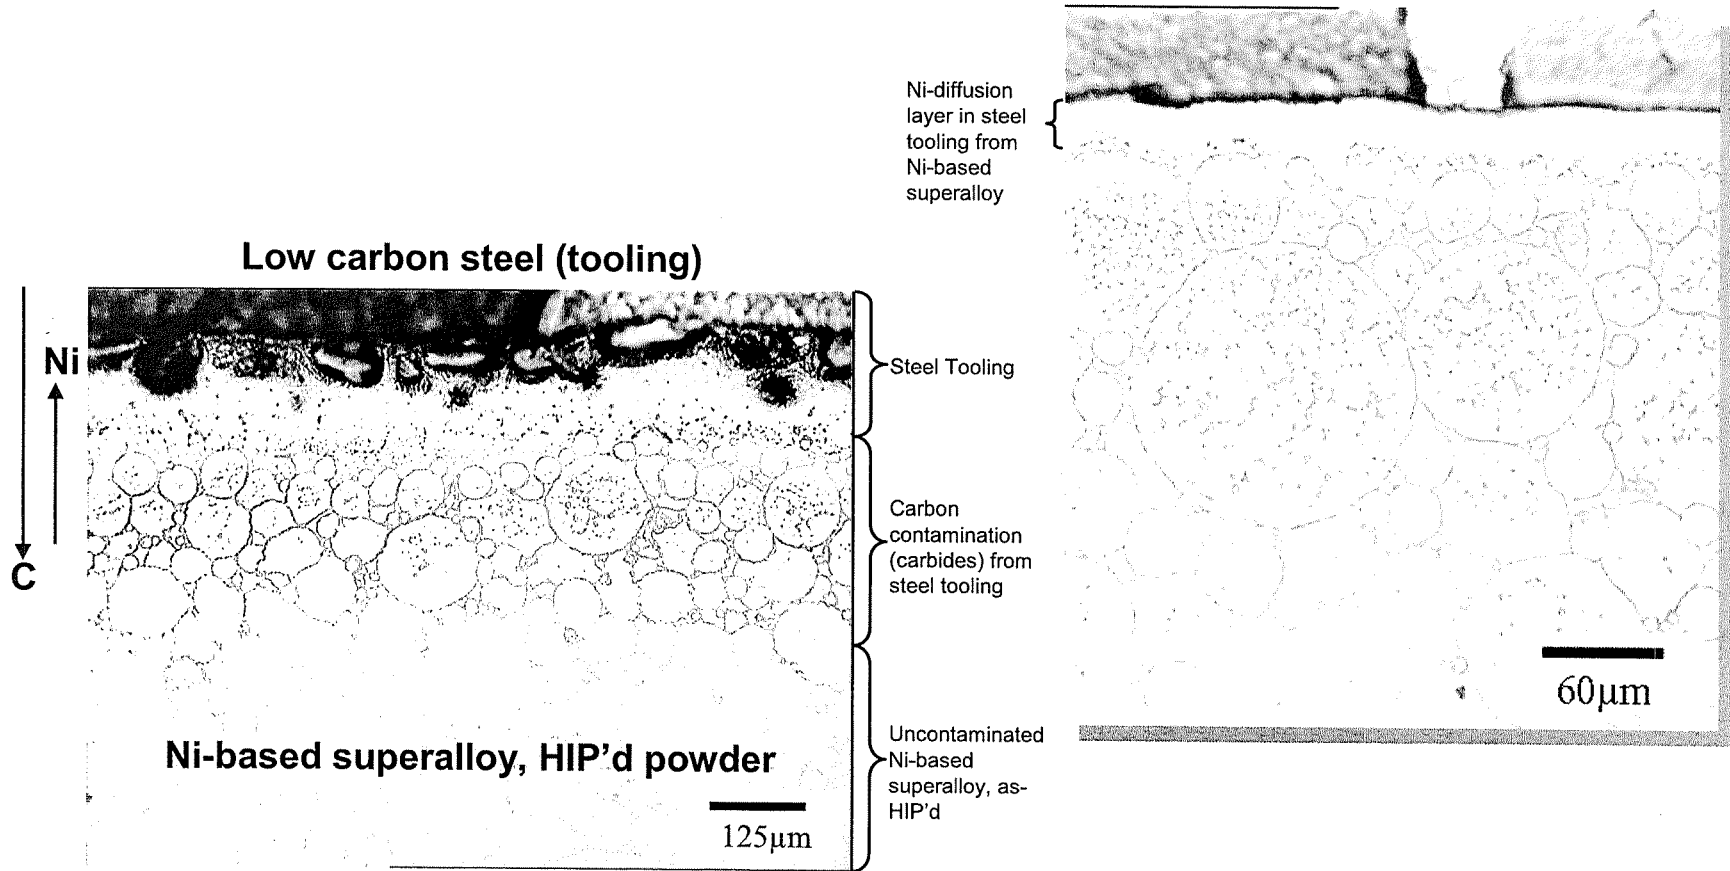 Low carbon steel (tooling)
Ni
C
Steel Tooling
Carbon
contamination
(carbides) from
steel tooling
Uncontaminated
Ni-based
superalloy, as-
HIP'd
Ni-based superalloy, HIP'd powder
125µm
Ni-diffusion
layer in steel
tooling from
Ni-based
superalloy
60µm